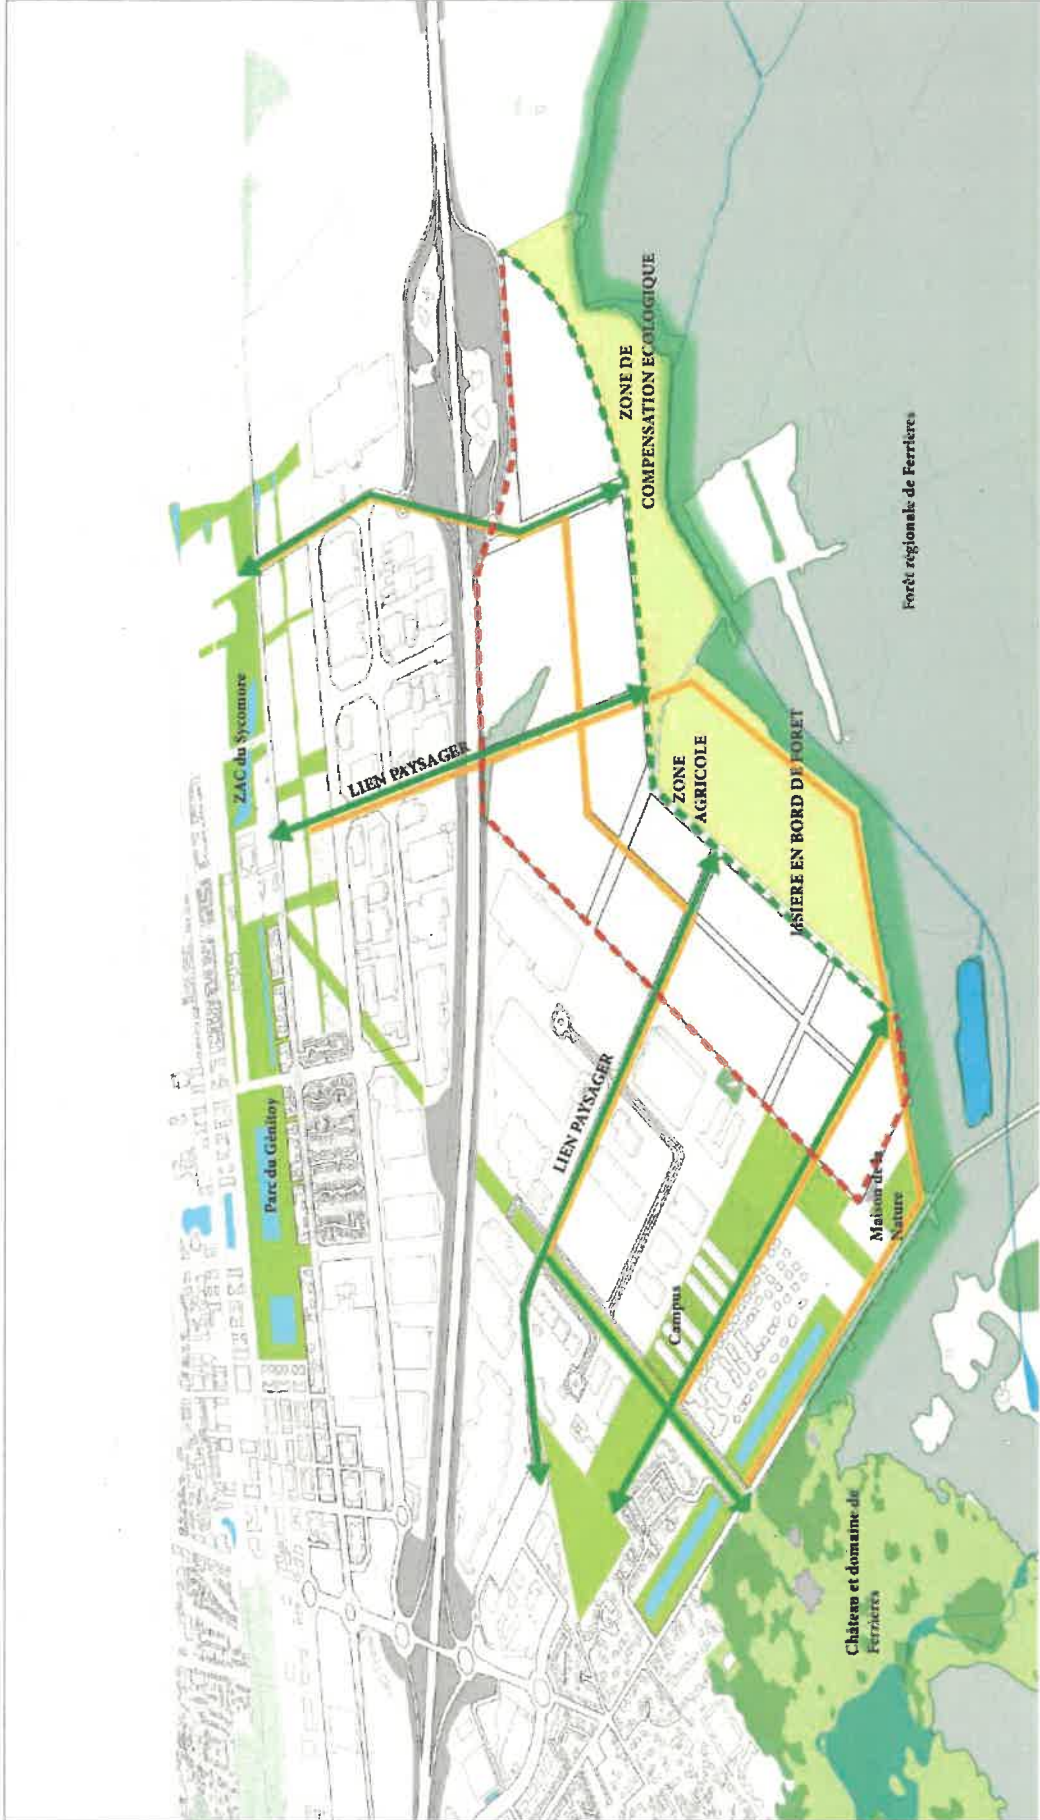 ZAC du Sycomore
Parc du Génitoy
LIEN PAYSAGER
ZONE DE
COMPENSATION ECOLOGIQUE
ZONE
AGRICOLE
LISIERE EN BORD DE FORET
LIEN PAYSAGER
Campus
Maison de la
Nature
Forêt régionale de Ferrières
Château et domaine de
Ferrières